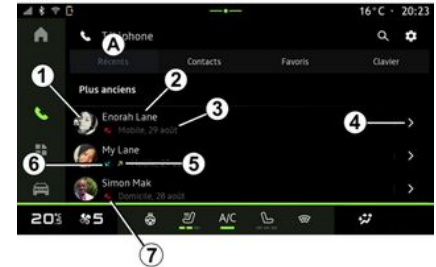 16°C · 20:23
A
Téléphone
Récents Contacts Favoris Clavier
Plus anciens
1
2
Enorah Lane
3
Mobile, 29 août
4
My Lane
6
5
Simon Mak
Domicile, 28 août
20°5 5 A/C
7